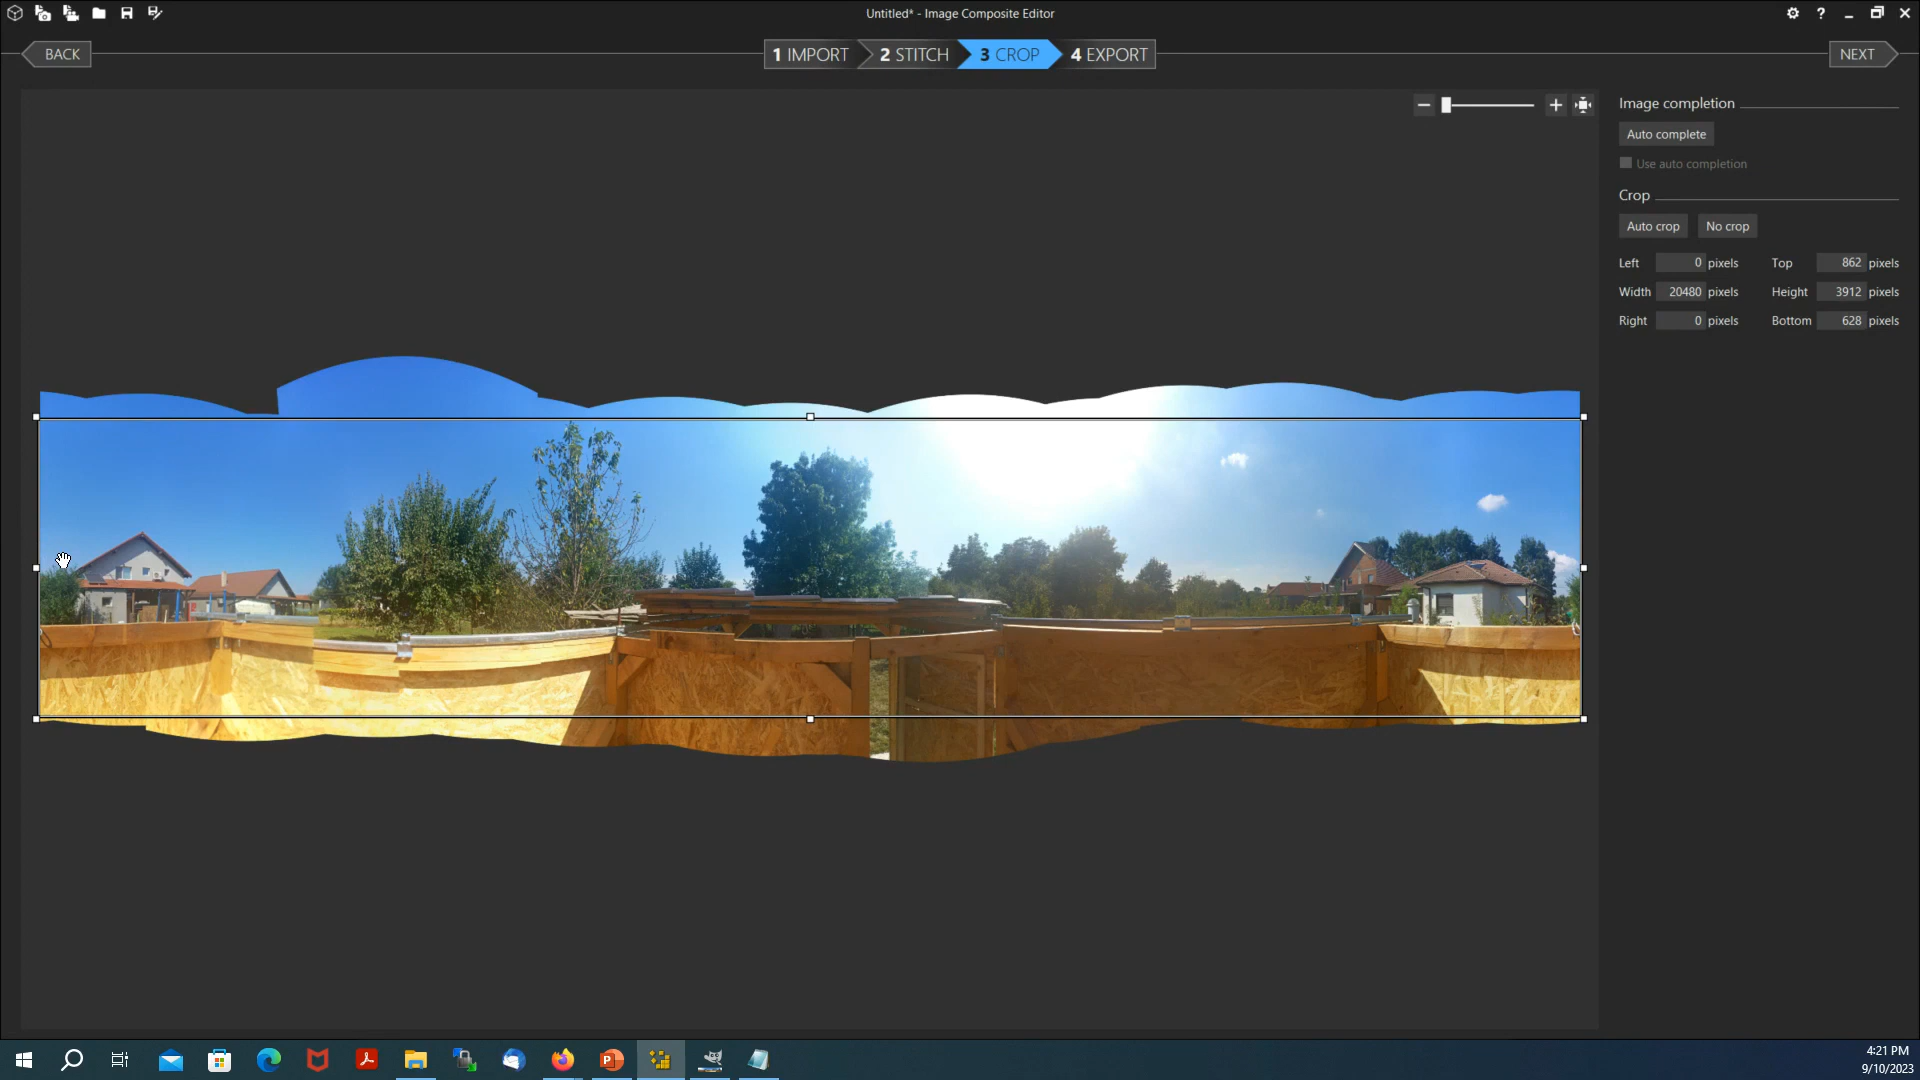 Untitled* - Image Composite Editor
?
BACK
1 IMPORT
2 STITCH
3 CROP
4 EXPORT
NEXT
Image completion
Auto complete
Use auto completion
Crop
Auto crop No crop
Left 0 pixels Top 862 pixels
Width 20480 pixels Height 3912 pixels
Right 0 pixels Bottom 628 pixels
P
4:21 PM
9/10/2023